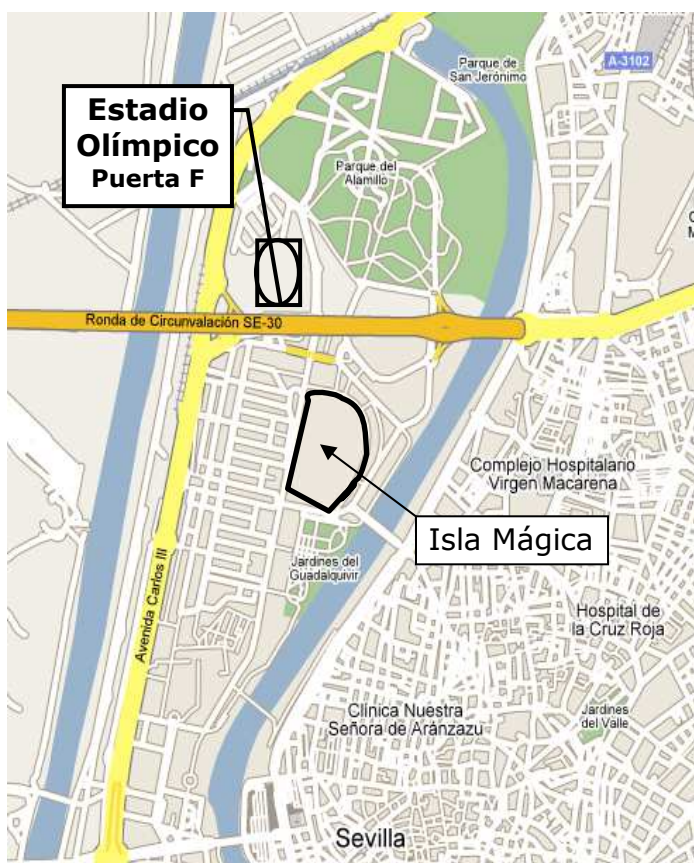 Parque de
San Jerónimo
A-3102
Estadio
Olímpico
Puerta F
Parque del
Alamillo
Ronda de Circunvalación SE-30
Complejo Hospitalario
Virgen Macarena
Isla Mágica
Jardines del
Guadalquivir
Avenida Carlos III
Hospital de
la Cruz Roja
Clínica Nuestra
Señora de Aránzazu
Jardines
del Valle
Sevilla